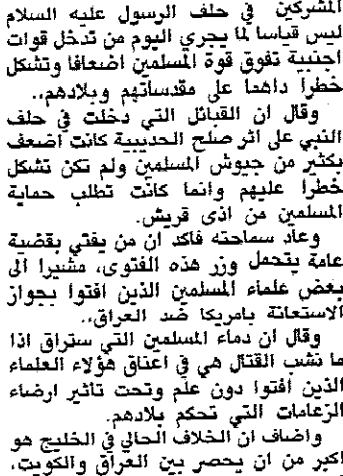 المشركين في حلف الرسول عليه السلام
ليس قياسا لما يجري اليوم من تدخل قوات
اجنبية تفوق قوة المسلمين اضعافا وتشكل
خطرا داهما على مقدساتهم وبلادهم..
وقال ان القبائل التي دخلت في حلف
النبي على اثر صلح الحديبية كانت اضعف
بكثير من جيوش المسلمين ولم تكن تشكل
خطرا عليهم وانما كانت تطلب حماية
المسلمين من اذى قريش.
وعاد سماحته فاكد ان من يفتي بقضية
عامة يتحمل وزر هذه الفتوى، مشيرا الى
بعض علماء المسلمين الذين افتوا بجواز
الاستعانة بامريكا ضد العراق..
وقال ان دماء المسلمين التي ستراق اذا
ما نشب القتال هي في اعناق هؤلاء العلماء
الذين افتوا دون علم وتحت تاثير ارضاء
الزعامات التي تحكم بلادهم.
واضاف ان الخلاف الحالي في الخليج هو
اكبر من ان يحصر بين العراق والكويت،